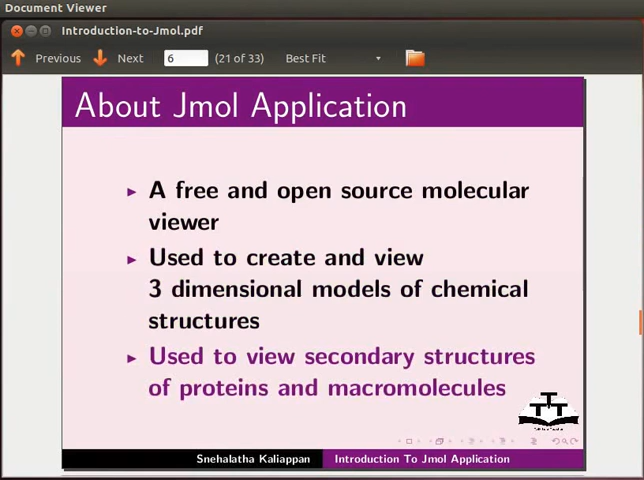 Document Viewer
Introduction-to-Jmol.pdf
Previous Next 6 (21 of 33) Best Fit
About Jmol Application
A free and open source molecular
viewer
Used to create and view
3 dimensional models of chemical
structures
Used to view secondary structures
of proteins and macromolecules
Snehalatha Kaliappan Introduction To Jmol Application